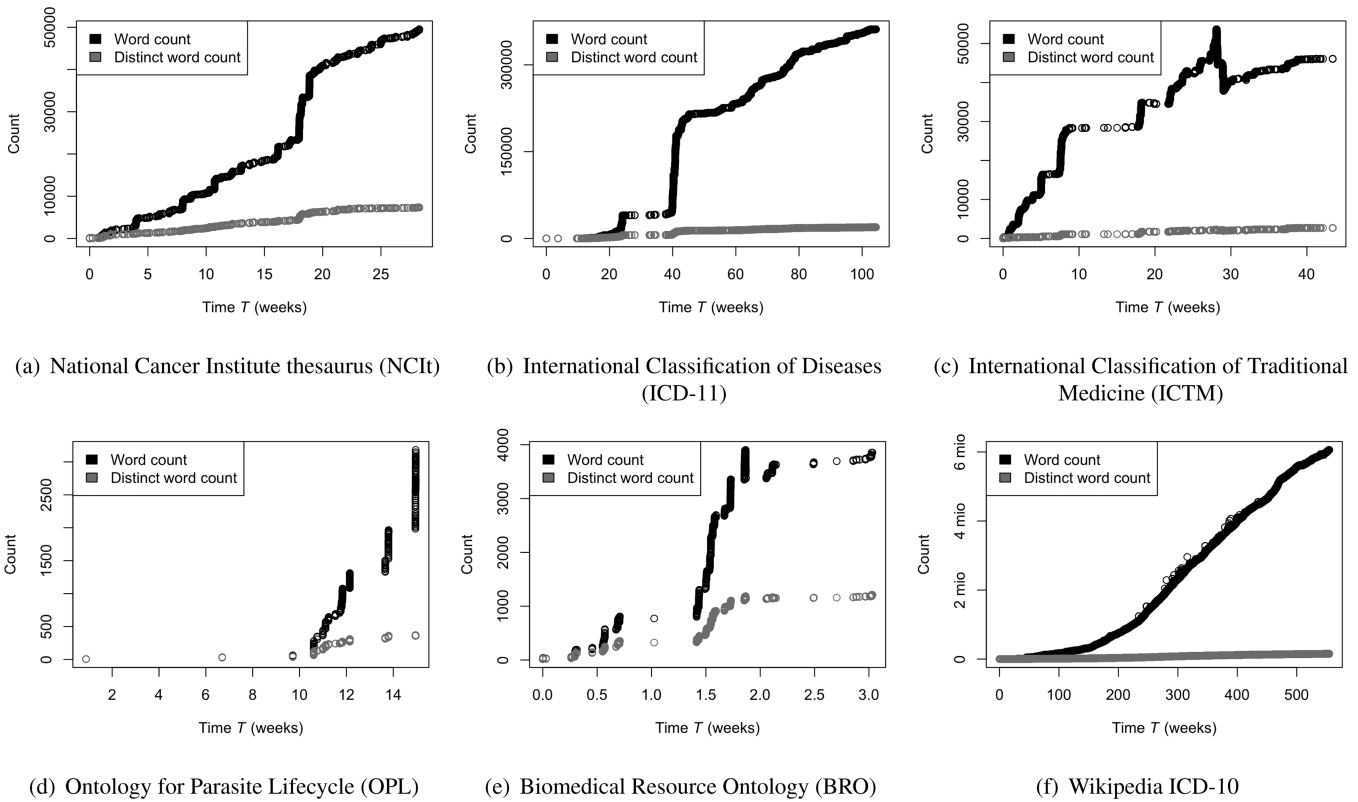 Word count
Distinct word count
Count
0
10000
30000
50000
0 5 10 15 20 25
Time T (weeks)
(a) National Cancer Institute thesaurus (NCIt)
Word count
Distinct word count
Count
0
150000
300000
0 20 40 60 80 100
Time T (weeks)
(b) International Classification of Diseases
(ICD-11)
Word count
Distinct word count
Count
0
10000
30000
50000
0 10 20 30 40
Time T (weeks)
(c) International Classification of Traditional
Medicine (ICTM)
Word count
Distinct word count
Count
0
500
1500
2500
2 4 6 8 10 12 14
Time T (weeks)
(d) Ontology for Parasite Lifecycle (OPL)
Word count
Distinct word count
Count
0
1000
2000
3000
4000
0.0 0.5 1.0 1.5 2.0 2.5 3.0
Time T (weeks)
(e) Biomedical Resource Ontology (BRO)
Word count
Distinct word count
Count
0
2 mio
4 mio
6 mio
0 100 200 300 400 500
Time T (weeks)
(f) Wikipedia ICD-10